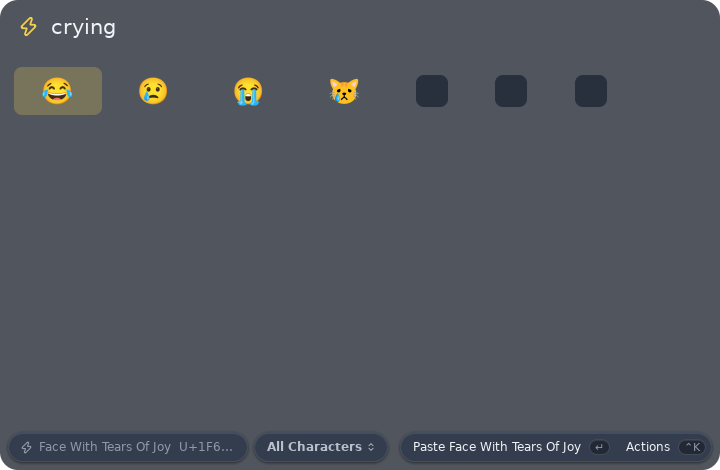 crying
😂 😢 😭 😿
Face With Tears Of Joy U+1F6… All Characters Paste Face With Tears Of Joy ↵ Actions ^K